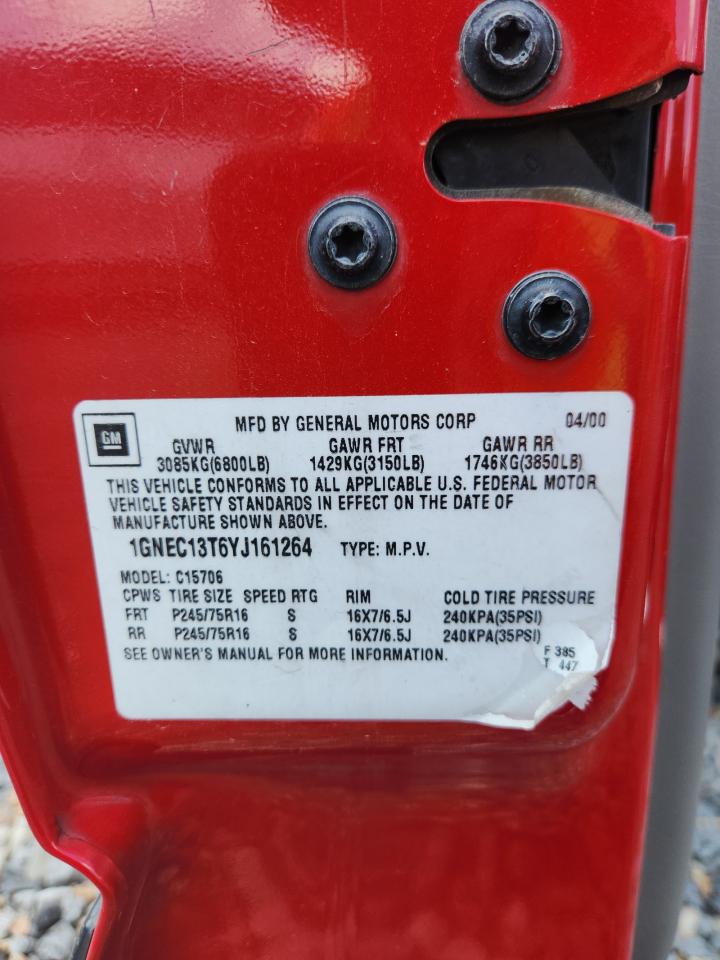 MFD BY GENERAL MOTORS CORP 04/00
GM
GVWR GAWR FRT GAWR RR
3085KG(6800LB) 1429KG(3150LB) 1746KG(3850LB)
THIS VEHICLE CONFORMS TO ALL APPLICABLE U.S. FEDERAL MOTOR
VEHICLE SAFETY STANDARDS IN EFFECT ON THE DATE OF
MANUFACTURE SHOWN ABOVE.
1GNEC13T6YJ161264 TYPE: M.P.V.
MODEL: C15706
CPWS TIRE SIZE SPEED RTG RIM COLD TIRE PRESSURE
FRT P245/75R16 S 16X7/6.5J 240KPA(35PSI)
RR P245/75R16 S 16X7/6.5J 240KPA(35PSI)
SEE OWNER'S MANUAL FOR MORE INFORMATION.
F 385
T 447